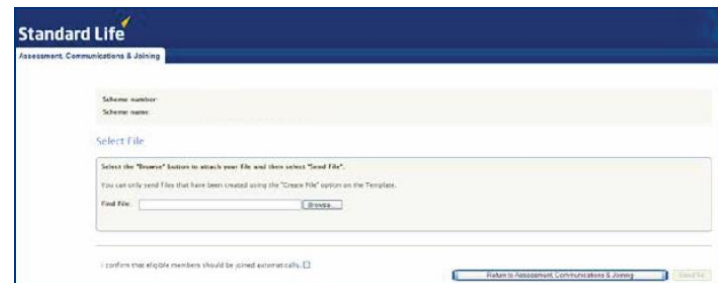 Standard Life
Assessment, Communications & Joining
Scheme number
Scheme name
Select File
Select the "Browse" button to attach your file and then select "Send File".
You can only send files that have been created using the "Create File" option on the Template.
Find File:
Browse...
I confirm that eligible members should be joined automatically.
Return to Assessment, Communications & Joining
Send File